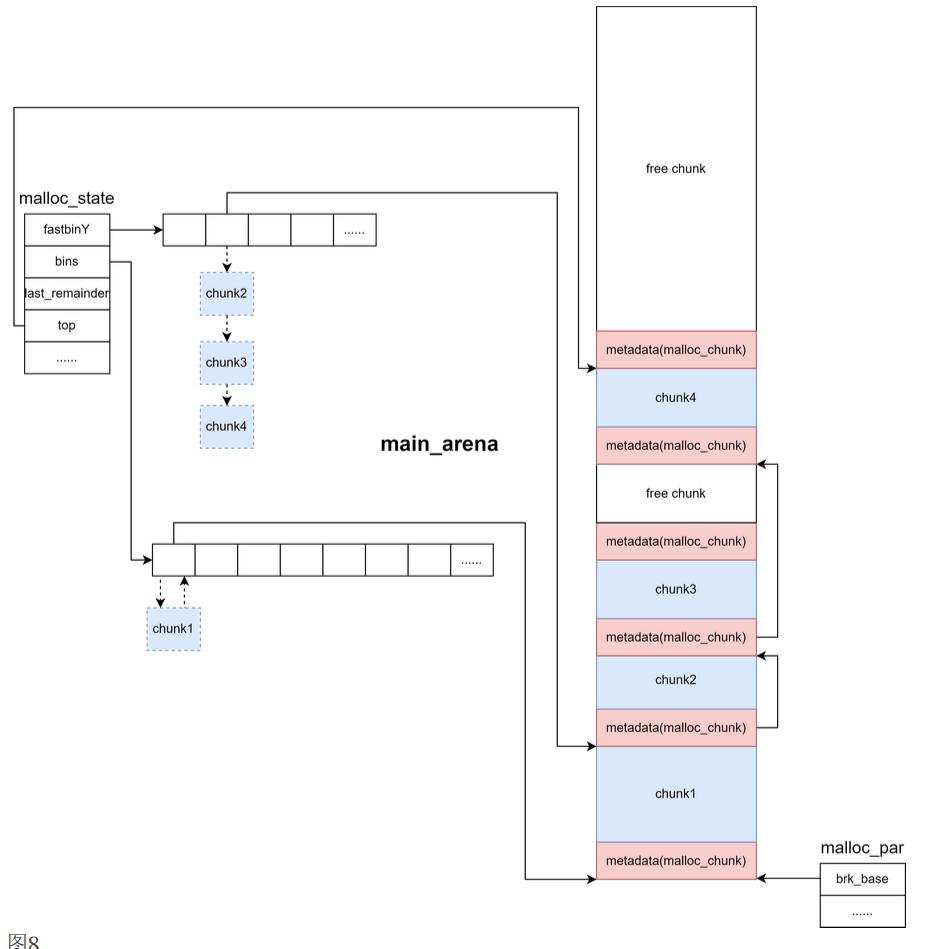 free chunk
malloc_state
fastbinY
......
bins
last_remainder
chunk2
top
......
metadata(malloc_chunk)
chunk3
chunk4
chunk4
main_arena
metadata(malloc_chunk)
free chunk
metadata(malloc_chunk)
......
chunk3
chunk1
metadata(malloc_chunk)
chunk2
metadata(malloc_chunk)
chunk1
malloc_par
metadata(malloc_chunk)
brk_base
......
图8